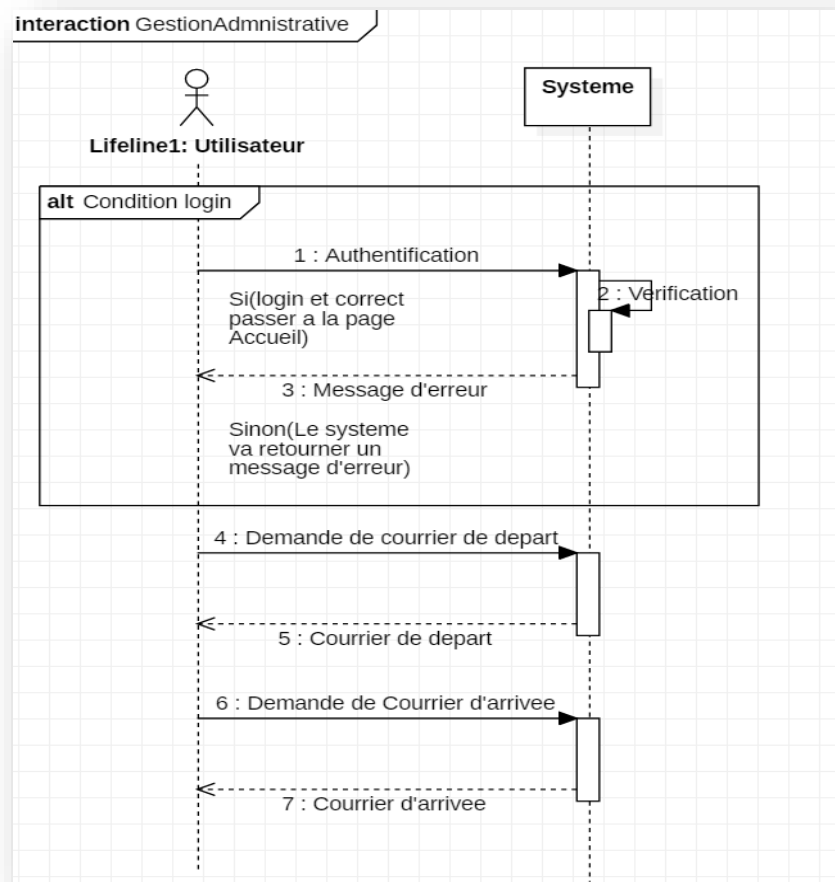 interaction GestionAdmnistrative
Systeme
Lifeline1: Utilisateur
alt Condition login
1 : Authentification
2 : Verification
Si(login et correct
passer a la page
Accueil)
3 : Message d'erreur
Sinon(Le systeme
va retourner un
message d'erreur)
4 : Demande de courrier de depart
5 : Courrier de depart
6 : Demande de Courrier d'arrivee
7 : Courrier d'arrivee